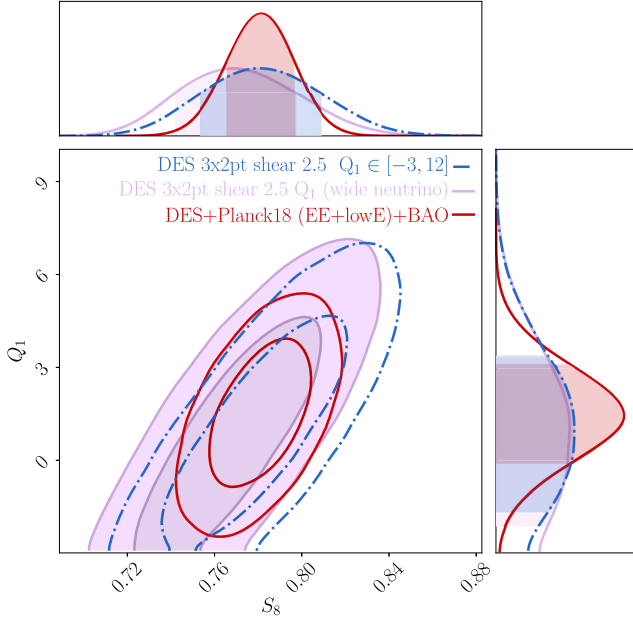 DES 3x2pt shear 2.5 Q₁ ∈ [−3, 12]
DES 3x2pt shear 2.5 Q₁ (wide neutrino)
DES+Planck18 (EE+lowE)+BAO
9
6
3
0
Q₁
0.72
0.76
0.80
0.84
0.88
S₈